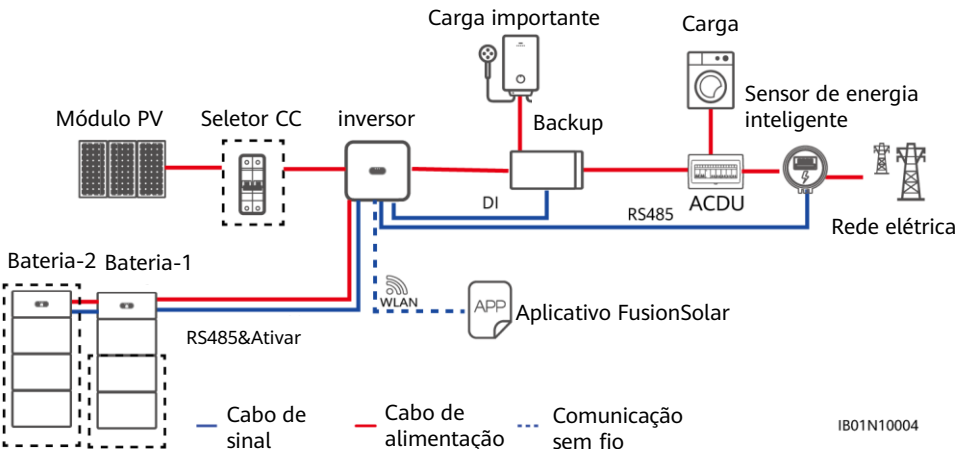 Carga importante
Carga
Módulo PV
Seletor CC
inversor
Backup
Sensor de energia
inteligente
DI
RS485
ACDU
Rede elétrica
Bateria-2
Bateria-1
WLAN
APP
Aplicativo FusionSolar
RS485&Ativar
Cabo de
sinal
Cabo de
alimentação
Comunicação
sem fio
IB01N10004